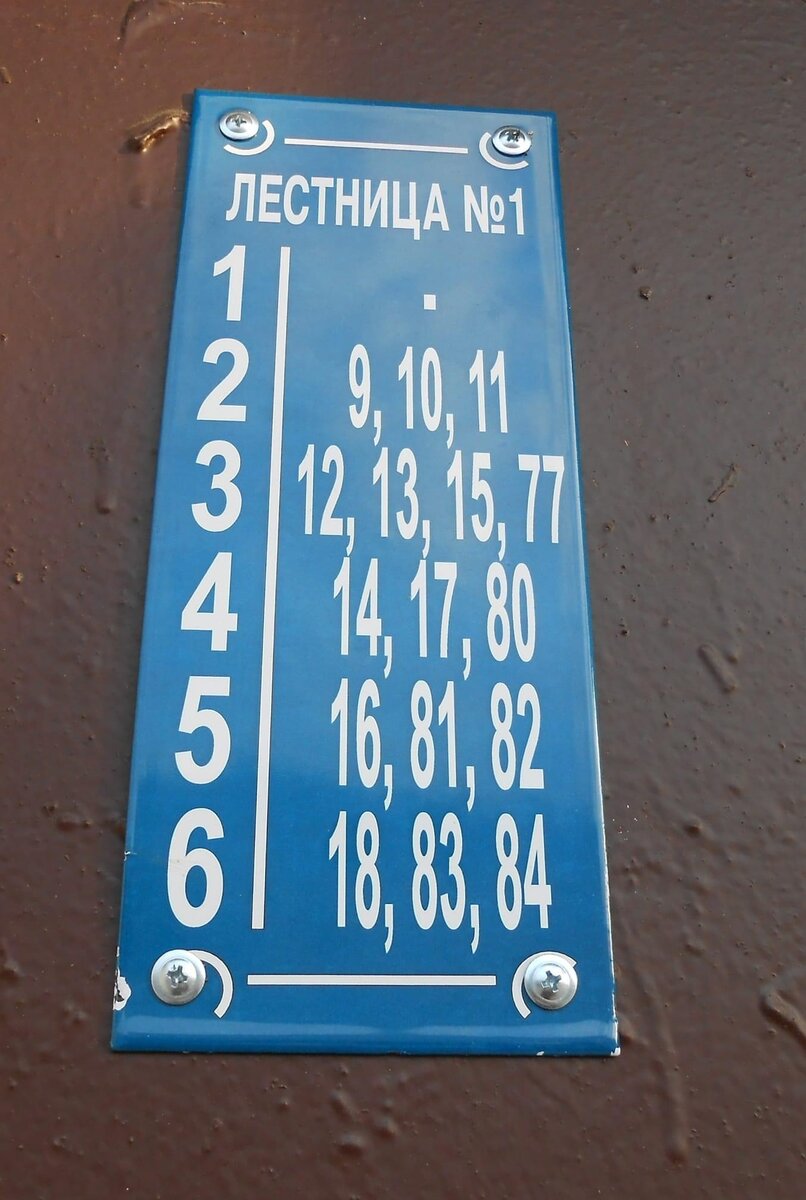 ЛЕСТНИЦА №1
1 .
2 9, 10, 11
3 12, 13, 15, 77
4 14, 17, 80
5 16, 81, 82
6 18, 83, 84